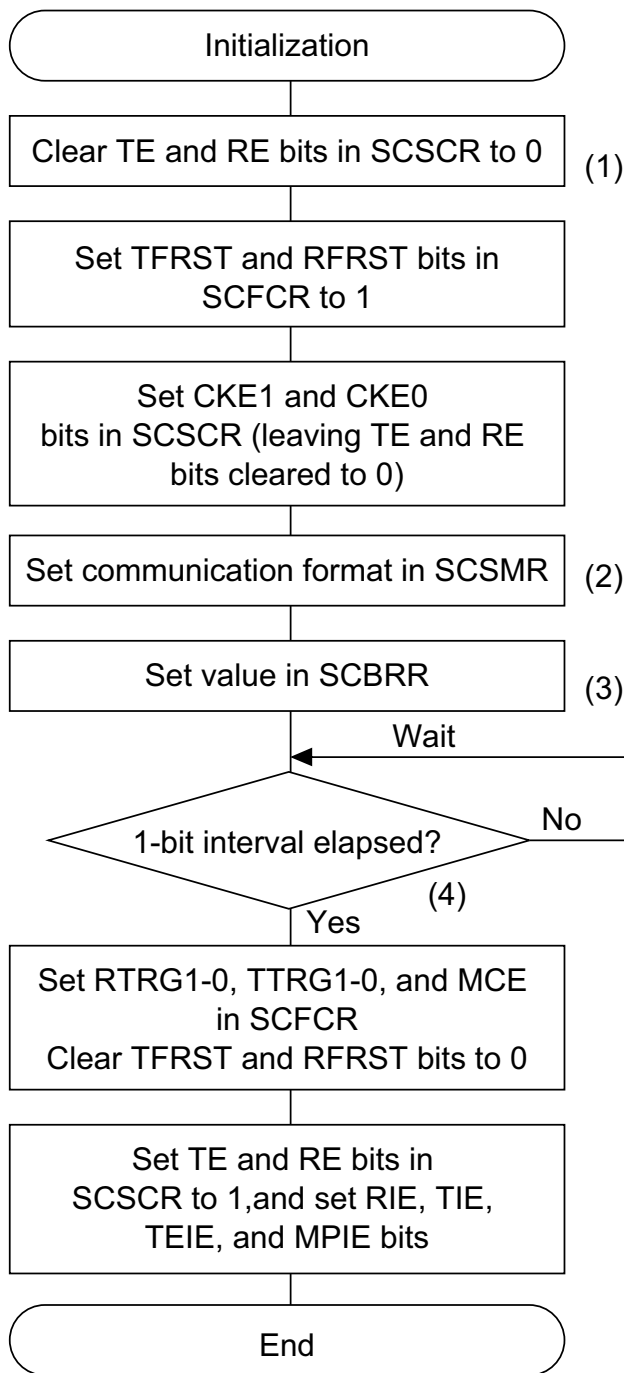 Initialization
Clear TE and RE bits in SCSCR to 0
(1)
Set TFRST and RFRST bits in
SCFCR to 1
Set CKE1 and CKE0
bits in SCSCR (leaving TE and RE
bits cleared to 0)
Set communication format in SCSMR
(2)
Set value in SCBRR
(3)
Wait
1-bit interval elapsed?
No
(4)
Yes
Set RTRG1-0, TTRG1-0, and MCE
in SCFCR
Clear TFRST and RFRST bits to 0
Set TE and RE bits in
SCSCR to 1,and set RIE, TIE,
TEIE, and MPIE bits
End